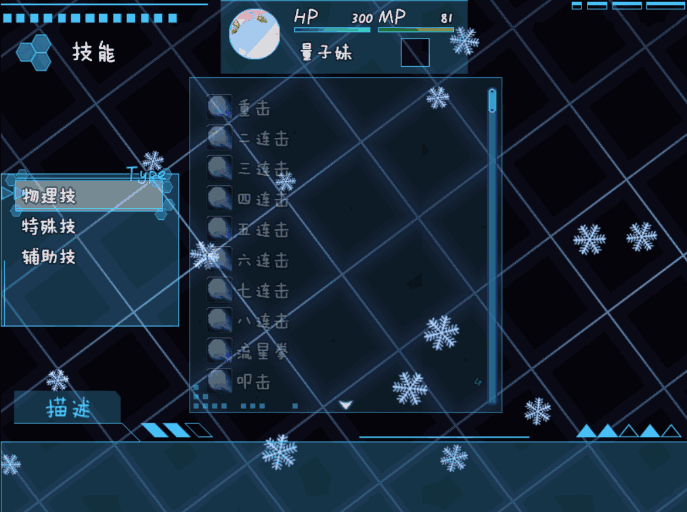 HP 300 MP 81
技能
量子妹
Type
物理技
特殊技
辅助技
重击
二连击
三连击
四连击
五连击
六连击
七连击
八连击
流星拳
叩击
描述